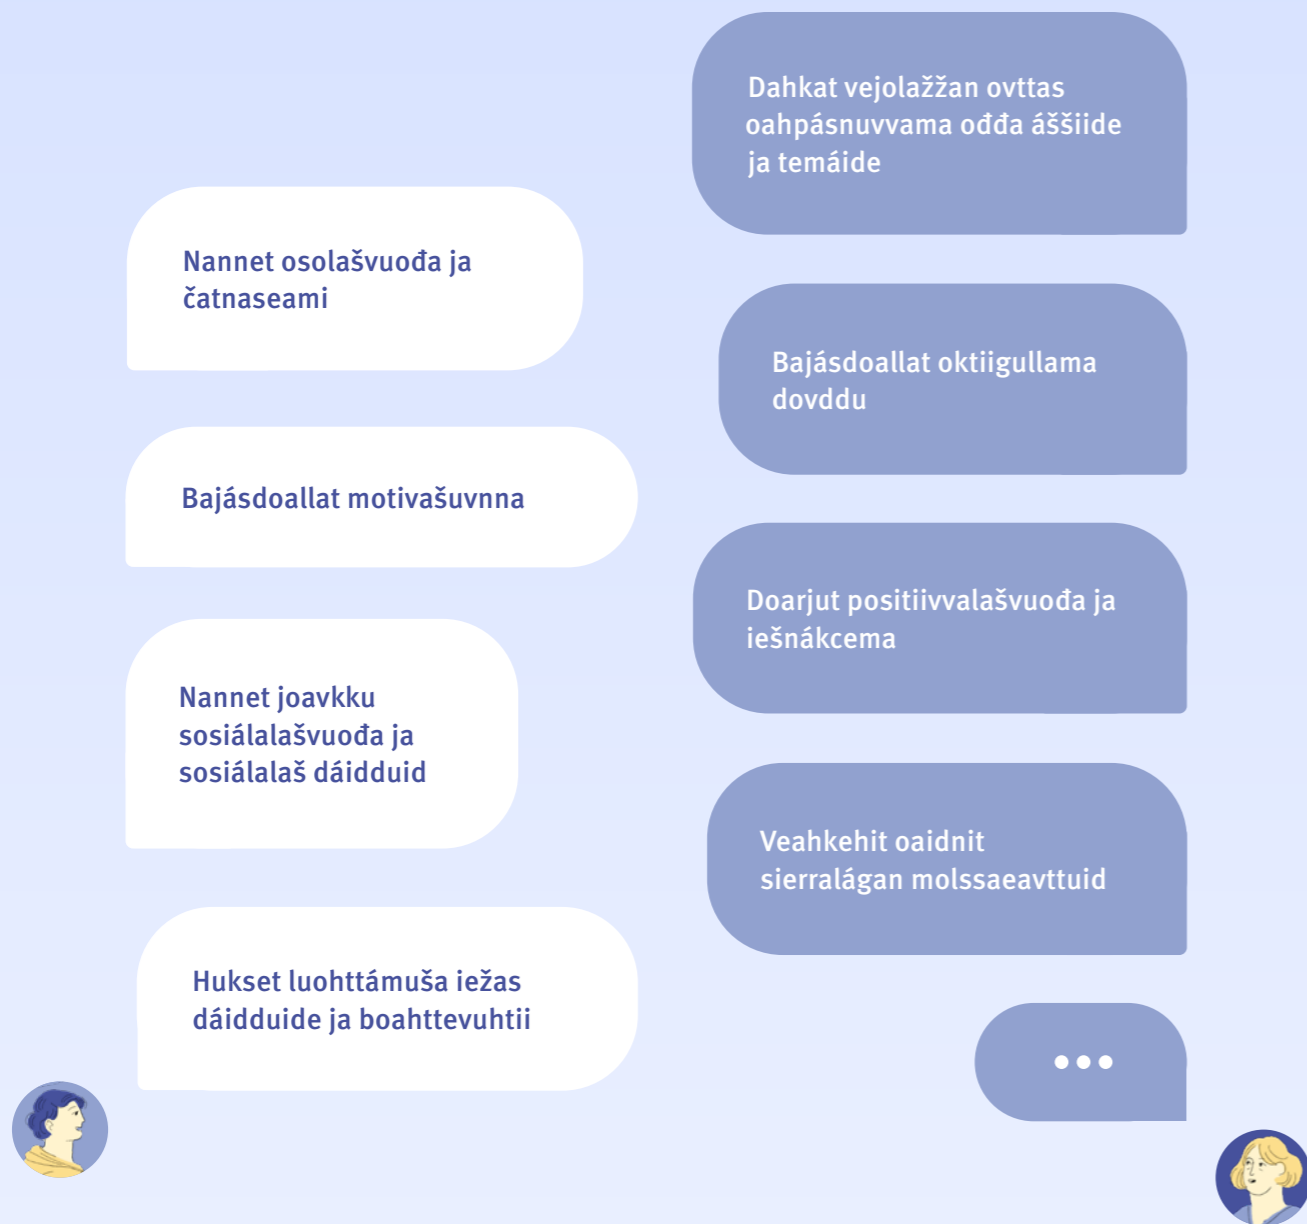 Dahkat vejolažžan ovttas
oahpásnuvvama ođđa áššiide
ja temáide
Nannet osolašvuođa ja
čatnaseami
Bajásdoallat oktiigullama
dovddu
Bajásdoallat motivašuvnna
Doarjut positiivvalašvuođa ja
iešnákcema
Nannet joavkku
sosiálalašvuođa ja
sosiálalaš dáidduid
Veahkehit oaidnit
sierralágan molssaeavttuid
Hukset luohttámuša iežas
dáidduide ja boahttevuhtii